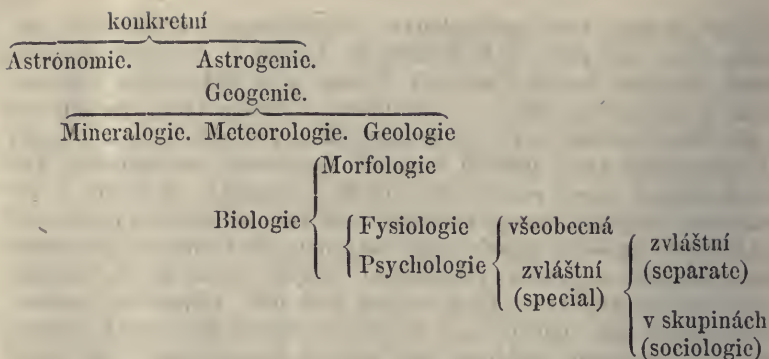 konkretní
Astronomie. Astrogenie.
Geogenie.
Mineralogie. Meteorologie. Geologie
Morfologie
Biologie
Fysiologie všeobecná
zvláštní
Psychologie zvláštní (separate)
(special)
v skupinách
(sociologie)